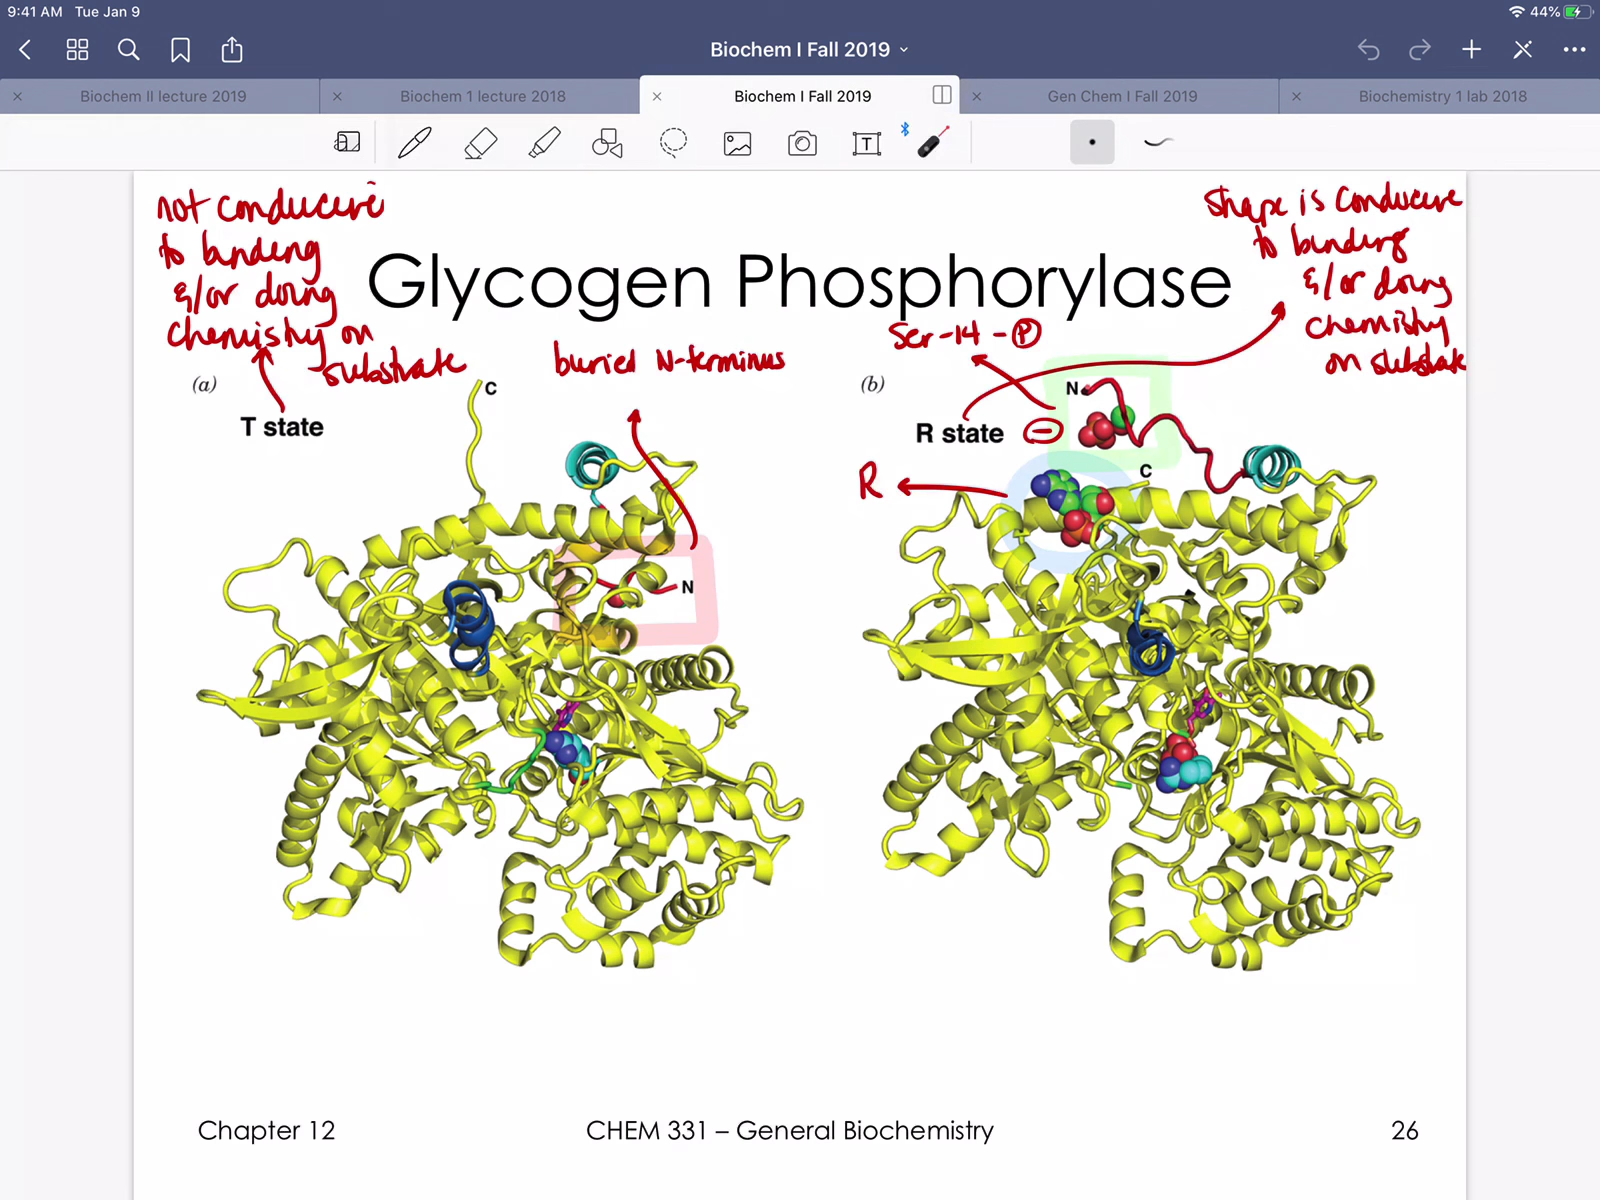 9:41 AM Tue Jan 9
44%
Biochem I Fall 2019
Biochem II lecture 2019
Biochem 1 lecture 2018
Biochem I Fall 2019
Gen Chem I Fall 2019
Biochemistry 1 lab 2018
a
T
not conducive
to binding
&/or doing
chemistry on
substrate
Shape is conducive
to binding
&/or doing
chemistry
on substrate
Glycogen Phosphorylase
buried N-terminus
Ser-14-P
(a)
T state
C
N
(b)
R state
−
N
C
R
Chapter 12
CHEM 331 – General Biochemistry
26